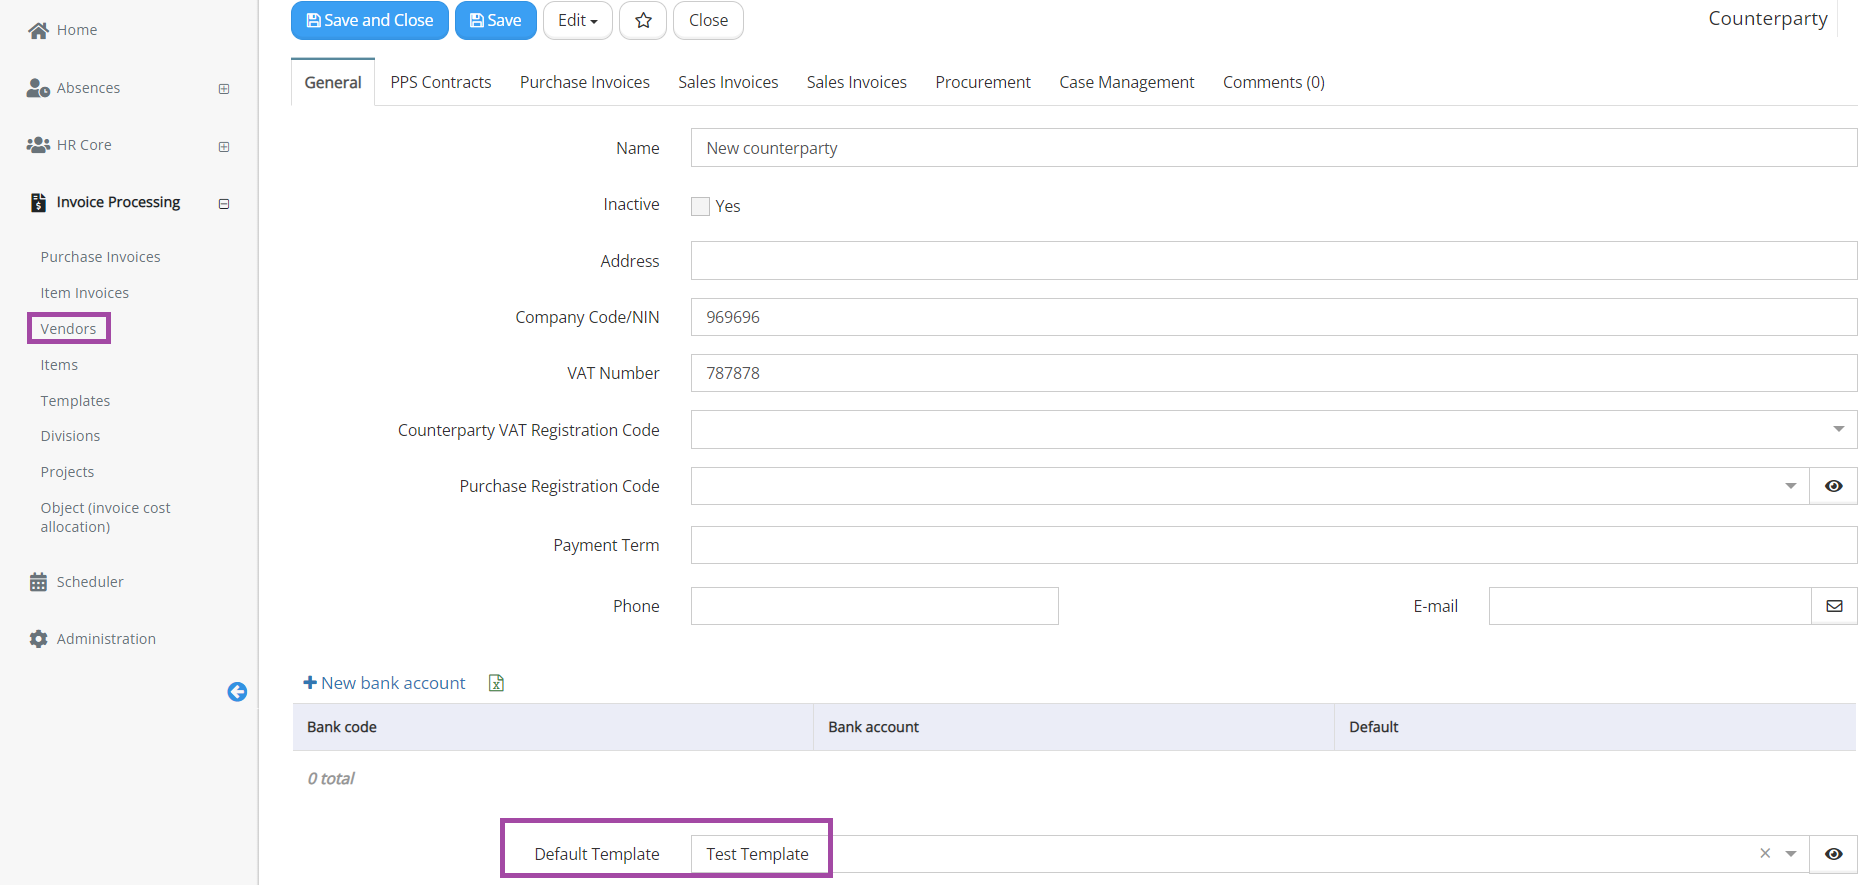 Home
Absences
HR Core
Invoice Processing
Purchase Invoices
Item Invoices
Vendors
Items
Templates
Divisions
Projects
Object (invoice cost
allocation)
Scheduler
Administration
Save and Close Save Edit Close
Counterparty
General PPS Contracts Purchase Invoices Sales Invoices Sales Invoices Procurement Case Management Comments (0)
Name New counterparty
Inactive Yes
Address
Company Code/NIN 969696
VAT Number 787878
Counterparty VAT Registration Code
Purchase Registration Code
Payment Term
Phone E-mail
New bank account
Bank code Bank account Default
0 total
Default Template Test Template